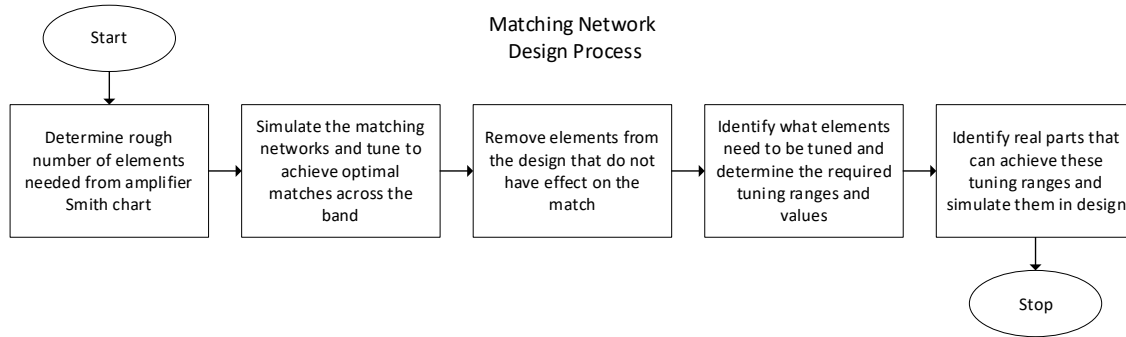 Matching Network
Design Process
Start
Determine rough
number of elements
needed from amplifier
Smith chart
Simulate the matching
networks and tune to
achieve optimal
matches across the
band
Remove elements from
the design that do not
have effect on the
match
Identify what elements
need to be tuned and
determine the required
tuning ranges and
values
Identify real parts that
can achieve these
tuning ranges and
simulate them in design
Stop